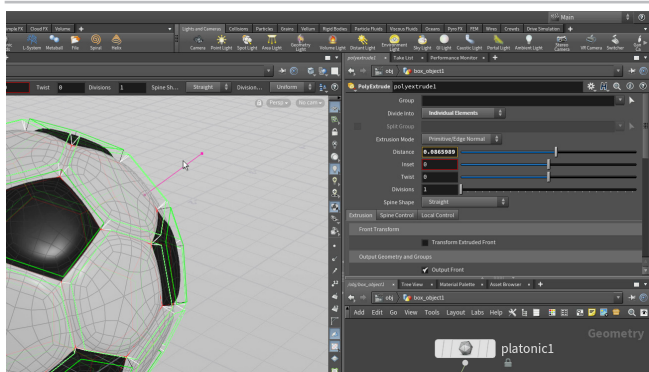 Main
mple FX Cloud FX Volume +
Lights and Cameras Collisions Particles Grains Vellum Rigid Bodies Particle Fluids Viscous Fluids Oceans Pyro FX FEM Wires Crowds Drive Simulation +
L-System Metaball File Spiral Helix
Camera Point Light Spot Light Area Light Geometry Light Volume Light Distant Light Environment Light Sky Light GI Light Caustic Light Portal Light Ambient Light Stereo Camera VR Camera Switcher
polyextrude1 × Take List × Performance Monitor × +
obj box_object1
PolyExtrude polyextrude1
Twist 0 Divisions 1 Spine Sh... Straight Division... Uniform
Persp No cam
Group
Divide Into Individual Elements
Split Group
Extrusion Mode Primitive/Edge Normal
Distance 0.0865989
Inset 0
Twist 0
Divisions 1
Spine Shape Straight
Extrusion Spine Control Local Control
Front Transform
Transform Extruded Front
Output Geometry and Groups
Output Front
/obj/box_object1 × Tree View × Material Palette × Asset Browser × +
obj box_object1
Add Edit Go View Tools Layout Labs Help
Geometry
platonic1